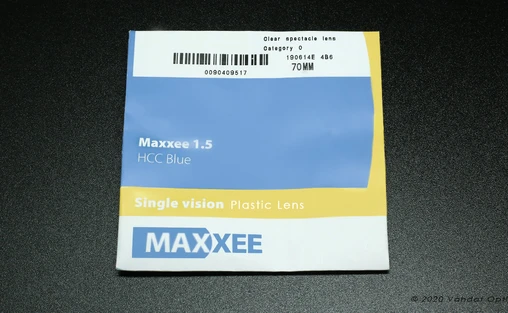 Clear spectacle lens
Category 0
190614E 4B6
70MM
0090409517
Maxxee 1.5
HCC Blue
Single vision Plastic Lens
MAXXEE
© 2020 Vandar Opt